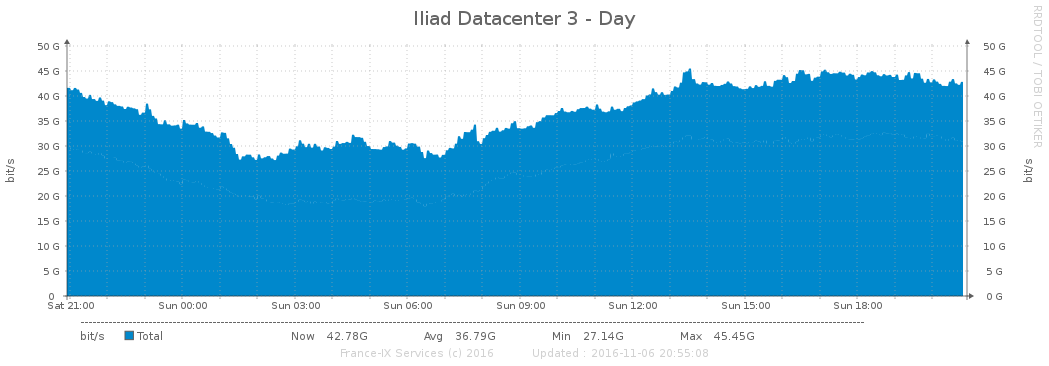 Iliad Datacenter 3 - Day
RRDTOOL / TOBI OETIKER
50 G 50 G
45 G 45 G
40 G 40 G
35 G 35 G
30 G 30 G
25 G 25 G
20 G 20 G
15 G 15 G
10 G 10 G
5 G 5 G
0 0 G
bit/s bit/s
Sat 21:00 Sun 00:00 Sun 03:00 Sun 06:00 Sun 09:00 Sun 12:00 Sun 15:00 Sun 18:00
bit/s Total Now 42.78G Avg 36.79G Min 27.14G Max 45.45G
France-IX Services (c) 2016 Updated : 2016-11-06 20:55:08